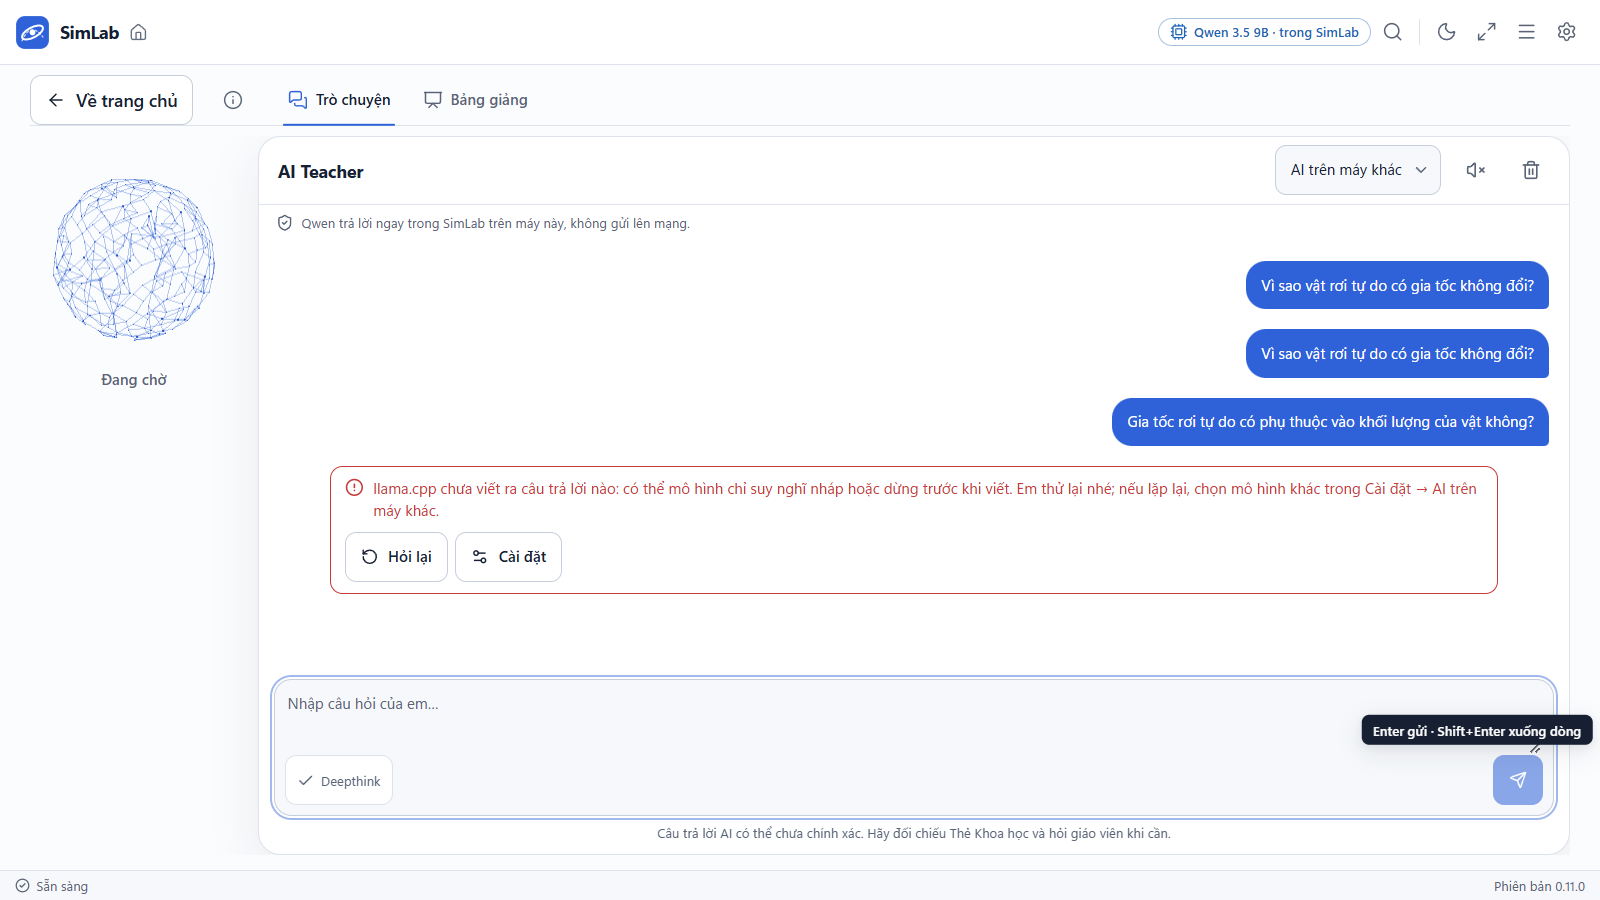 SimLab
Qwen 3.5 9B · trong SimLab
Về trang chủ
Trò chuyện
Bảng giảng
Đang chờ
AI Teacher
AI trên máy khác
Qwen trả lời ngay trong SimLab trên máy này, không gửi lên mạng.
Vì sao vật rơi tự do có gia tốc không đổi?
Vì sao vật rơi tự do có gia tốc không đổi?
Gia tốc rơi tự do có phụ thuộc vào khối lượng của vật không?
llama.cpp chưa viết ra câu trả lời nào: có thể mô hình chỉ suy nghĩ nháp hoặc dừng trước khi viết. Em thử lại nhé; nếu lặp lại, chọn mô hình khác trong Cài đặt → AI trên
máy khác.
Hỏi lại
Cài đặt
Nhập câu hỏi của em...
Enter gửi · Shift+Enter xuống dòng
Deepthink
Câu trả lời AI có thể chưa chính xác. Hãy đối chiếu Thẻ Khoa học và hỏi giáo viên khi cần.
Sẵn sàng
Phiên bản 0.11.0